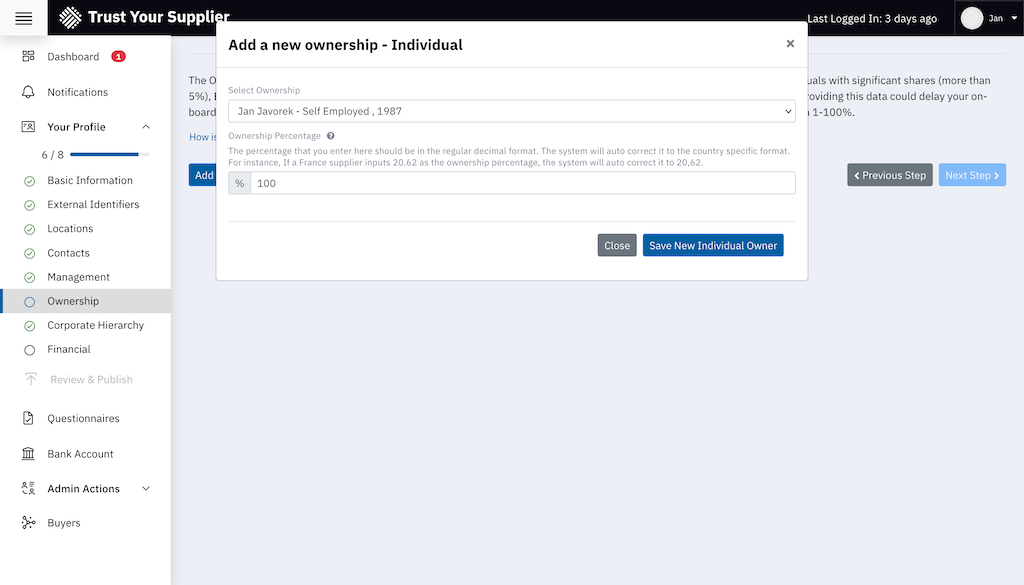 Trust Your Supplier
Last Logged In: 3 days ago
Jan
Dashboard
1
Notifications
Your Profile
6 / 8
Basic Information
External Identifiers
Locations
Contacts
Management
Ownership
Corporate Hierarchy
Financial
Review & Publish
Questionnaires
Bank Account
Admin Actions
Buyers
The O
uals with significant shares (more than
5%),
roviding this data could delay your on-
board
1-100%.
How is
Add
Previous Step
Next Step
Add a new ownership - Individual
×
Select Ownership
Jan Javorek - Self Employed , 1987
Ownership Percentage ?
The percentage that you enter here should be in the regular decimal format. The system will auto correct it to the country specific format.
For instance, If a France supplier inputs 20.62 as the ownership percentage, the system will auto correct it to 20,62.
% 100
Close
Save New Individual Owner